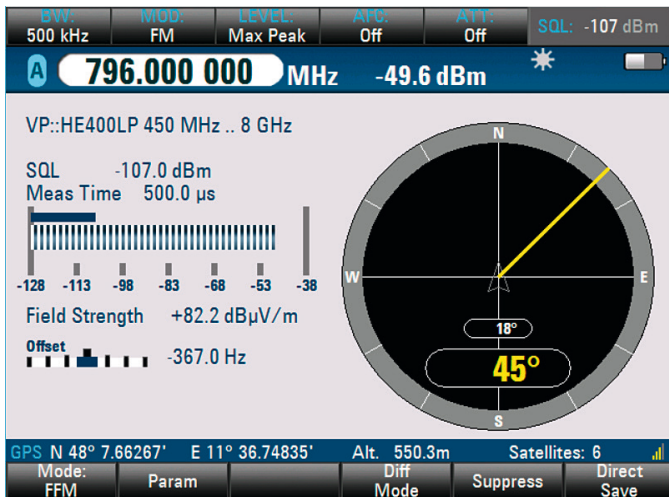 BW: MOD: LEVEL: AFC: ATT: SQL: -107 dBm
500 kHz FM Max Peak Off Off
A 796.000 000 MHz -49.6 dBm
VP::HE400LP 450 MHz .. 8 GHz
SQL -107.0 dBm
Meas Time 500.0 µs
-128 -113 -98 -83 -68 -53 -38
Field Strength +82.2 dBµV/m
Offset
-367.0 Hz
N
W E
18°
45°
S
GPS N 48° 7.66267' E 11° 36.74835' Alt. 550.3m Satellites: 6
Mode: Param Diff Suppress Direct
FFM Mode Save